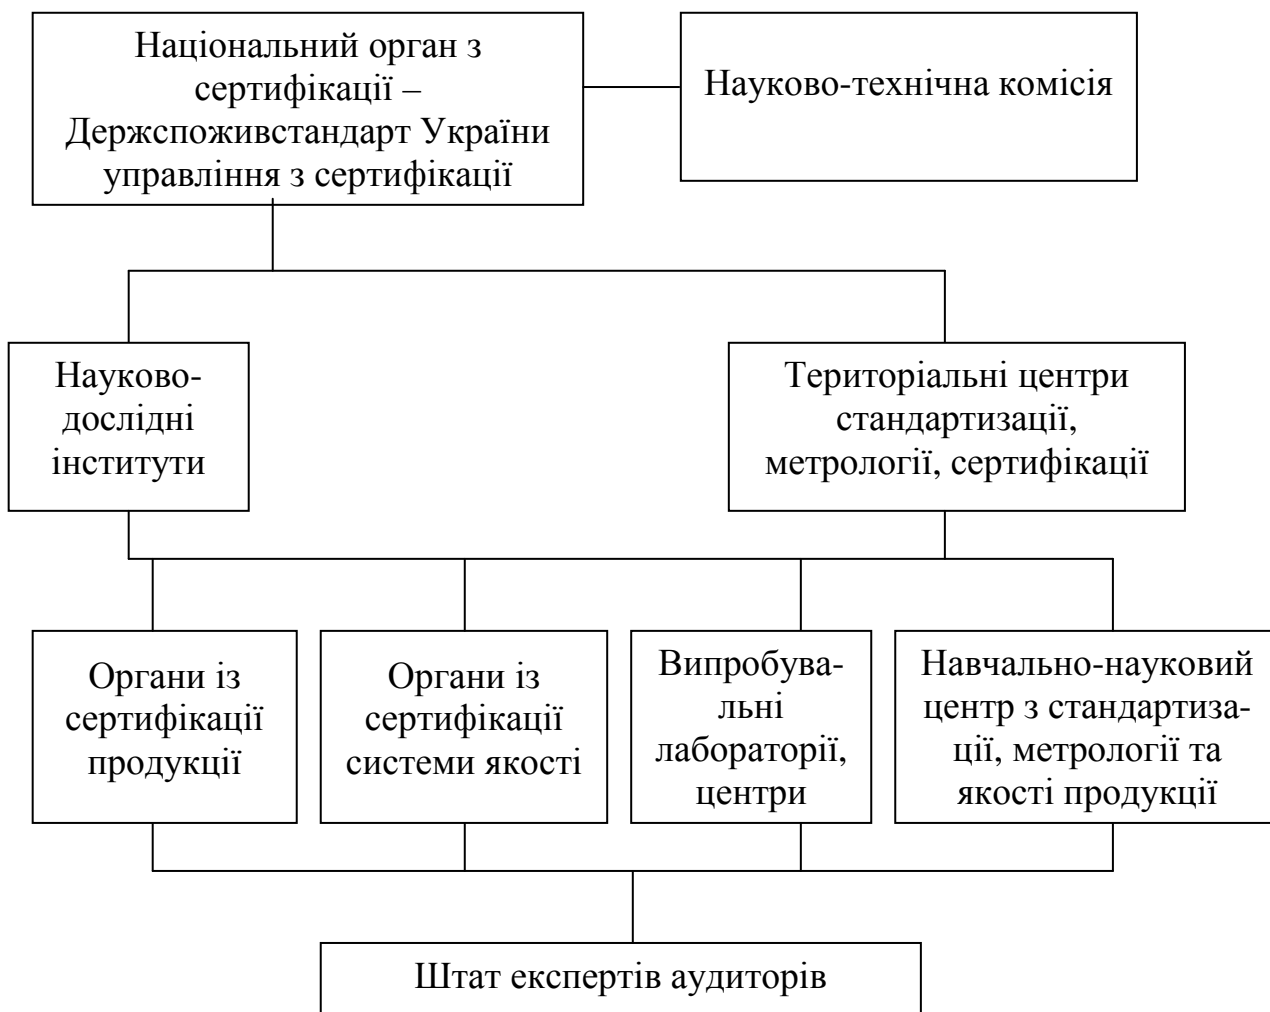 Національний орган з
сертифікації –
Держспоживстандарт України
управління з сертифікації
Науково-технічна комісія
Науково-
дослідні
інститути
Територіальні центри
стандартизації,
метрології, сертифікації
Органи із
сертифікації
продукції
Органи із
сертифікації
системи якості
Випробува-
льні
лабораторії,
центри
Навчально-науковий
центр з стандартиза-
ції, метрології та
якості продукції
Штат експертів аудиторів